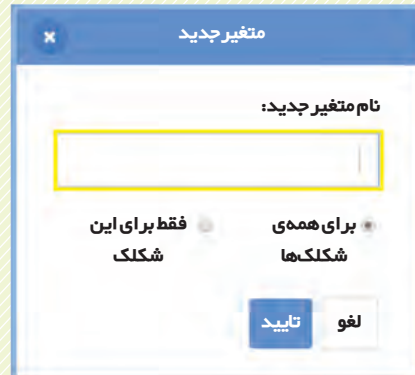 متغیر جدید
نام متغیر جدید:
برای همه‌ی شکلک‌ها
فقط برای این شکلک
لغو
تایید